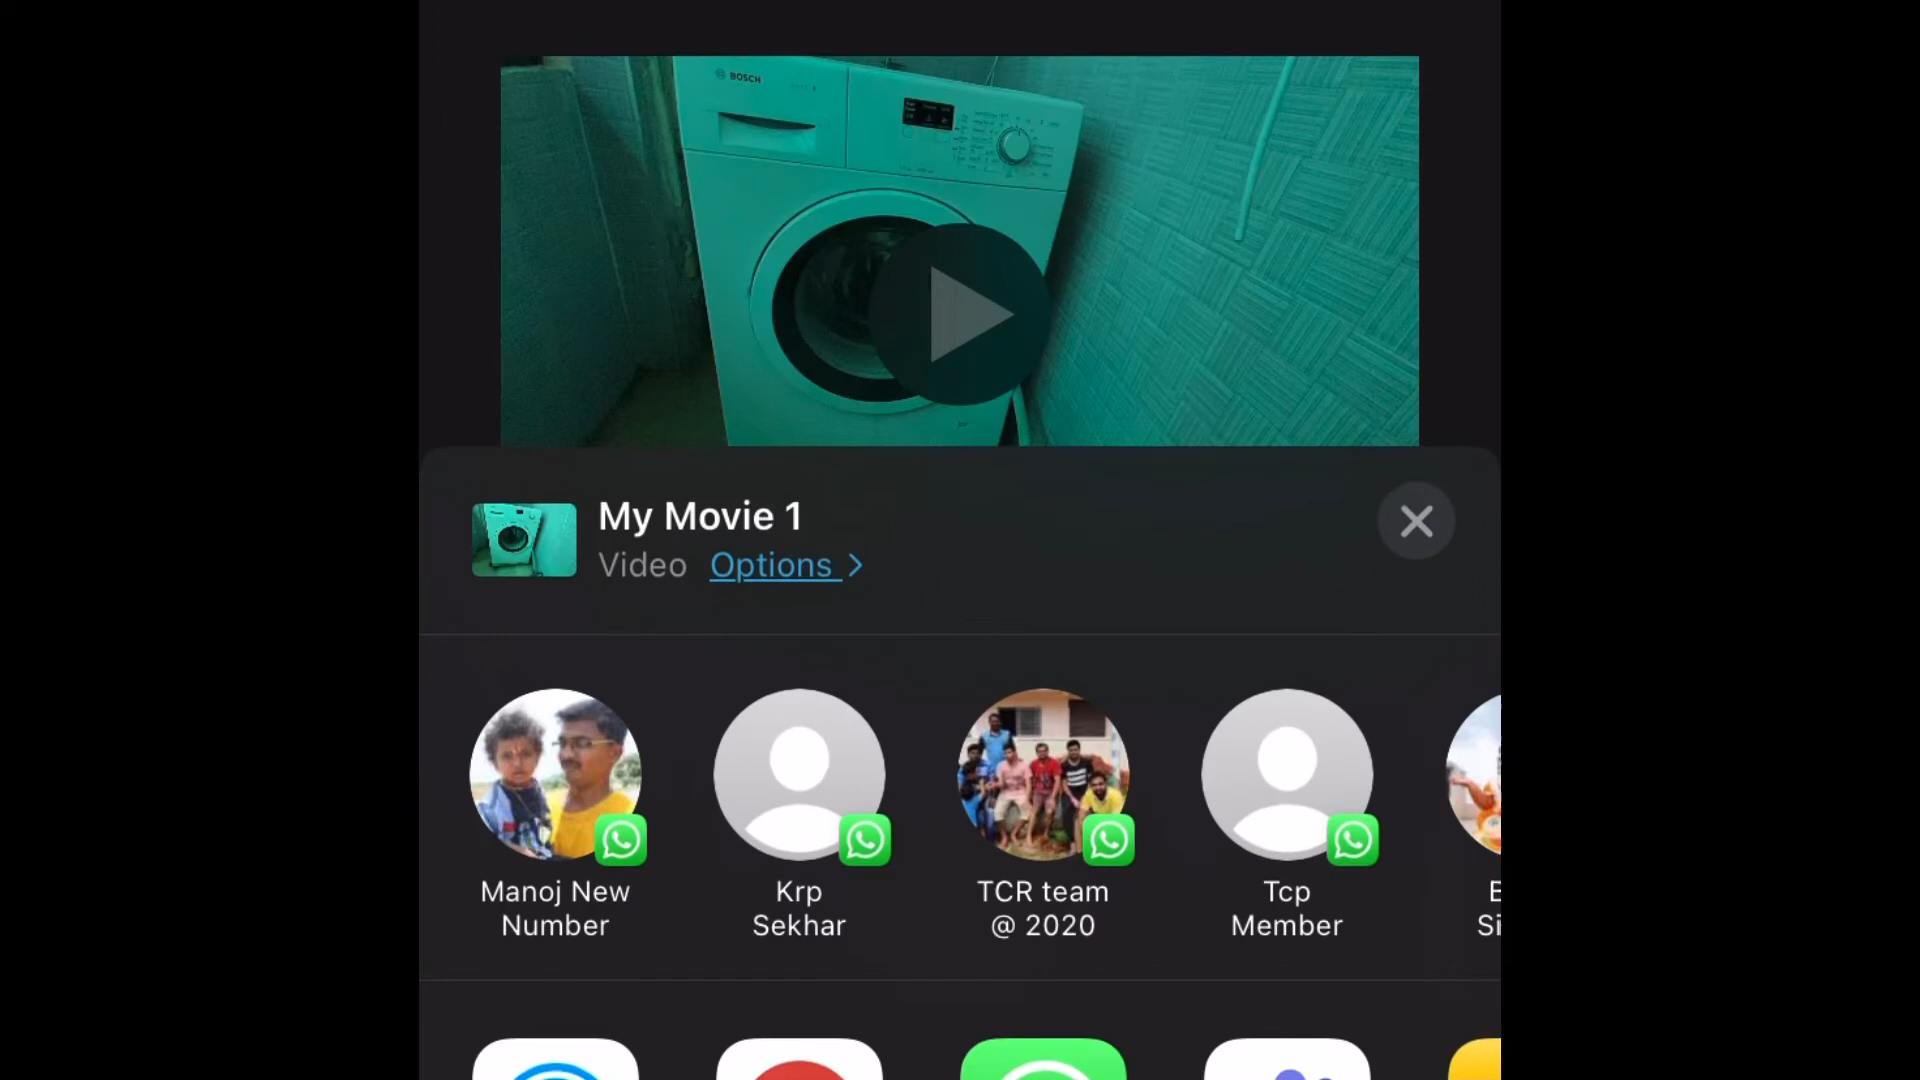 BOSCH
My Movie 1
Video Options >
Manoj New
Number
Krp
Sekhar
TCR team
@ 2020
Tcp
Member